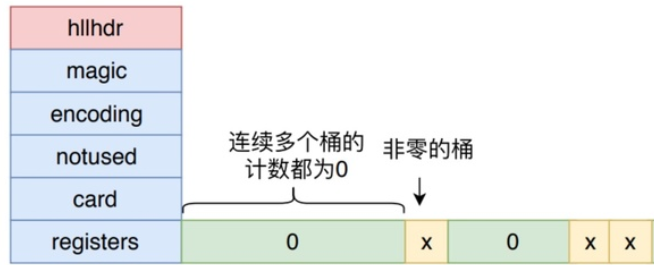 hllhdr
magic
encoding
notused
card
registers
连续多个桶的
计数都为0
非零的桶
0 x 0 x x